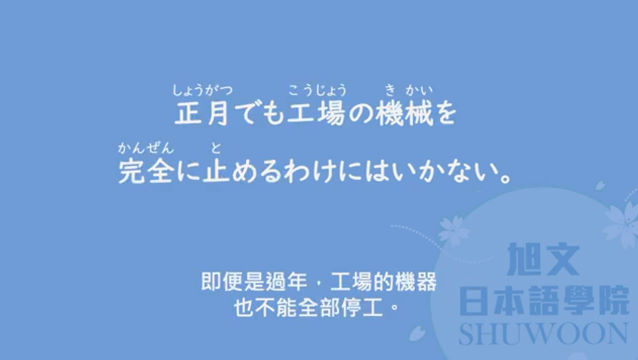 しょうがつ こうじょう き かい
正月でも工場の機械を
かんぜん と
完全に止めるわけにはいかない。
即便是過年，工場的機器
也不能全部停工。
旭文
日本語學院
SHUWOON